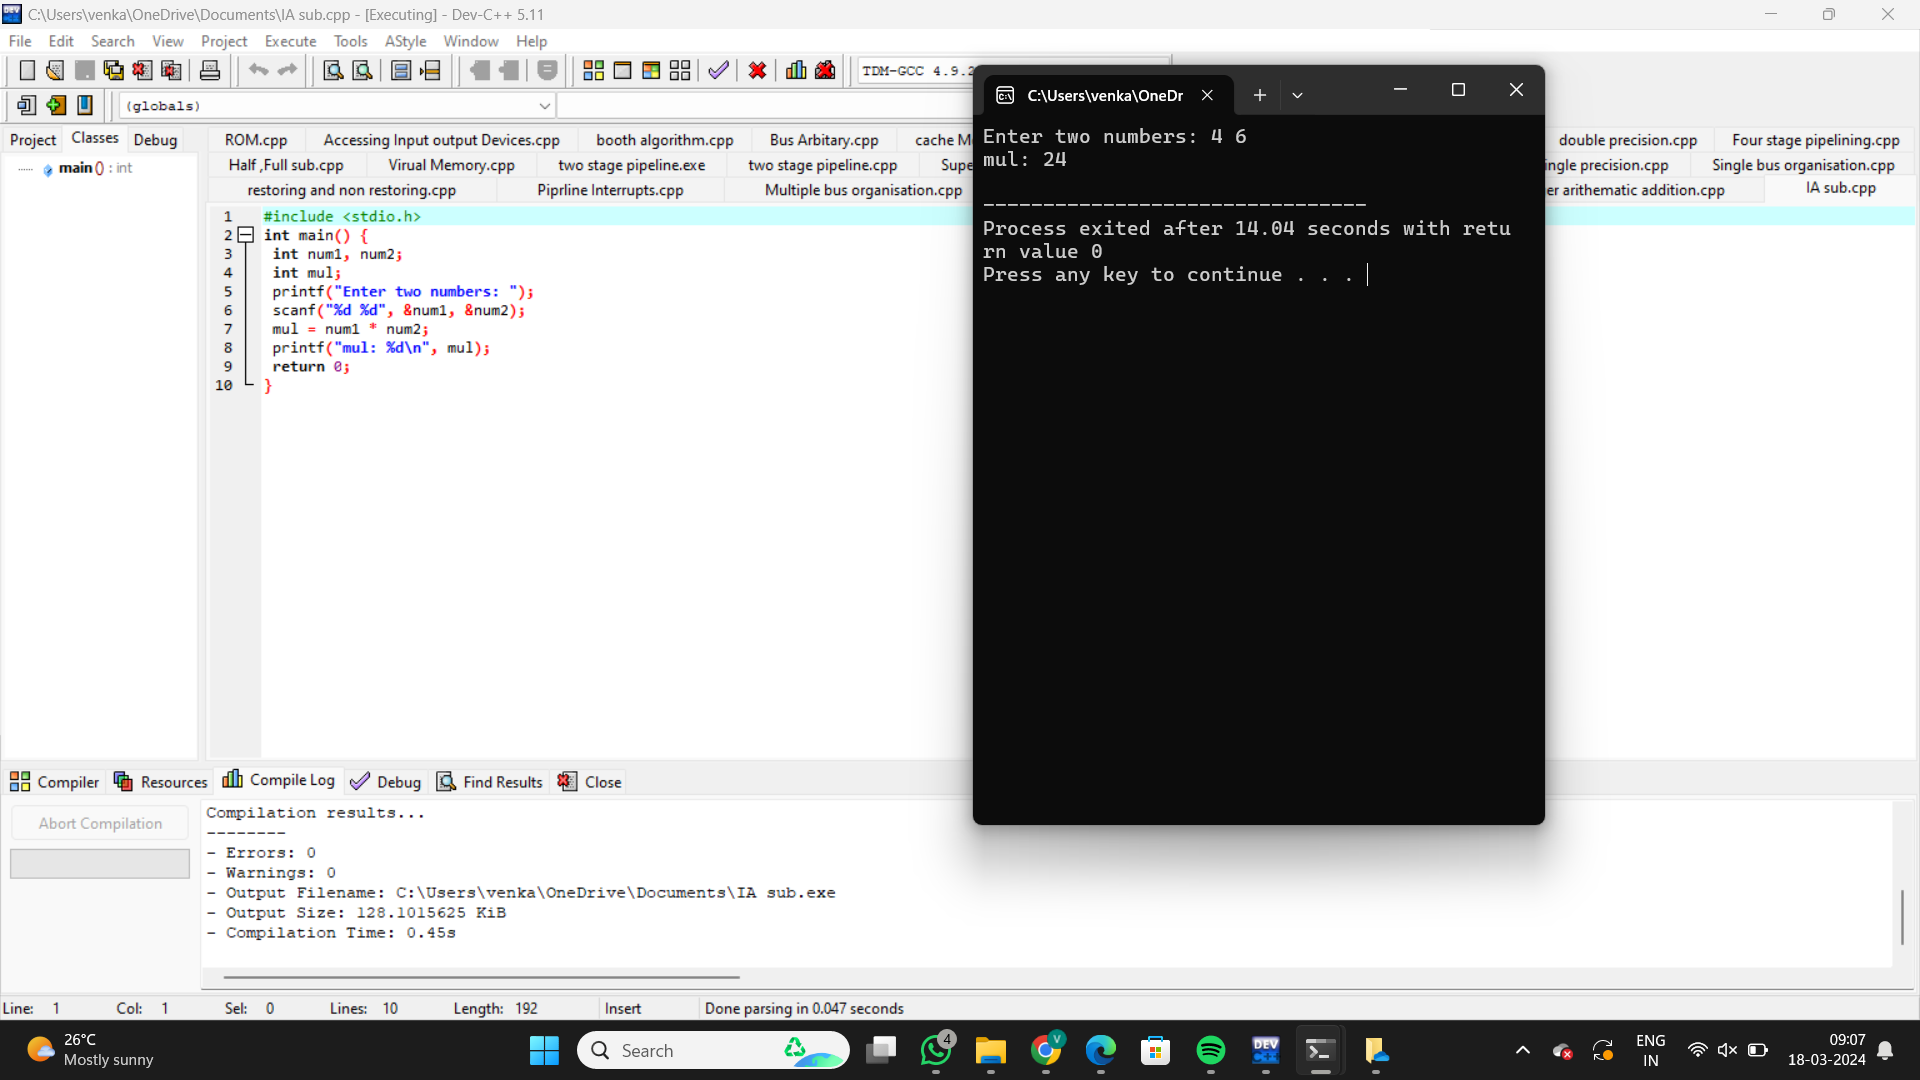 C:\Users\venka\OneDrive\Documents\IA sub.cpp - [Executing] - Dev-C++ 5.11
File Edit Search View Project Execute Tools AStyle Window Help
TDM-GCC 4.9.2
(globals)
Project Classes Debug
main () : int
ROM.cpp Accessing Input output Devices.cpp booth algorithm.cpp Bus Arbitary.cpp cache M double precision.cpp Four stage pipelining.cpp
Half ,Full sub.cpp Virual Memory.cpp two stage pipeline.exe two stage pipeline.cpp Supe ingle precision.cpp Single bus organisation.cpp
restoring and non restoring.cpp Piprline Interrupts.cpp Multiple bus organisation.cpp er arithematic addition.cpp IA sub.cpp
1 #include <stdio.h>
2 int main() {
3 int num1, num2;
4 int mul;
5 printf("Enter two numbers: ");
6 scanf("%d %d", &num1, &num2);
7 mul = num1 * num2;
8 printf("mul: %d\n", mul);
9 return 0;
10 }
C:\Users\venka\OneDr
Enter two numbers: 4 6
mul: 24
--------------------------------
Process exited after 14.04 seconds with retu
rn value 0
Press any key to continue . . .
Compiler Resources Compile Log Debug Find Results Close
Abort Compilation
Compilation results...
--------
- Errors: 0
- Warnings: 0
- Output Filename: C:\Users\venka\OneDrive\Documents\IA sub.exe
- Output Size: 128.1015625 KiB
- Compilation Time: 0.45s
Line: 1 Col: 1 Sel: 0 Lines: 10 Length: 192 Insert Done parsing in 0.047 seconds
26°C
Mostly sunny
Search
4
V
DEV
C++
ENG
IN
09:07
18-03-2024